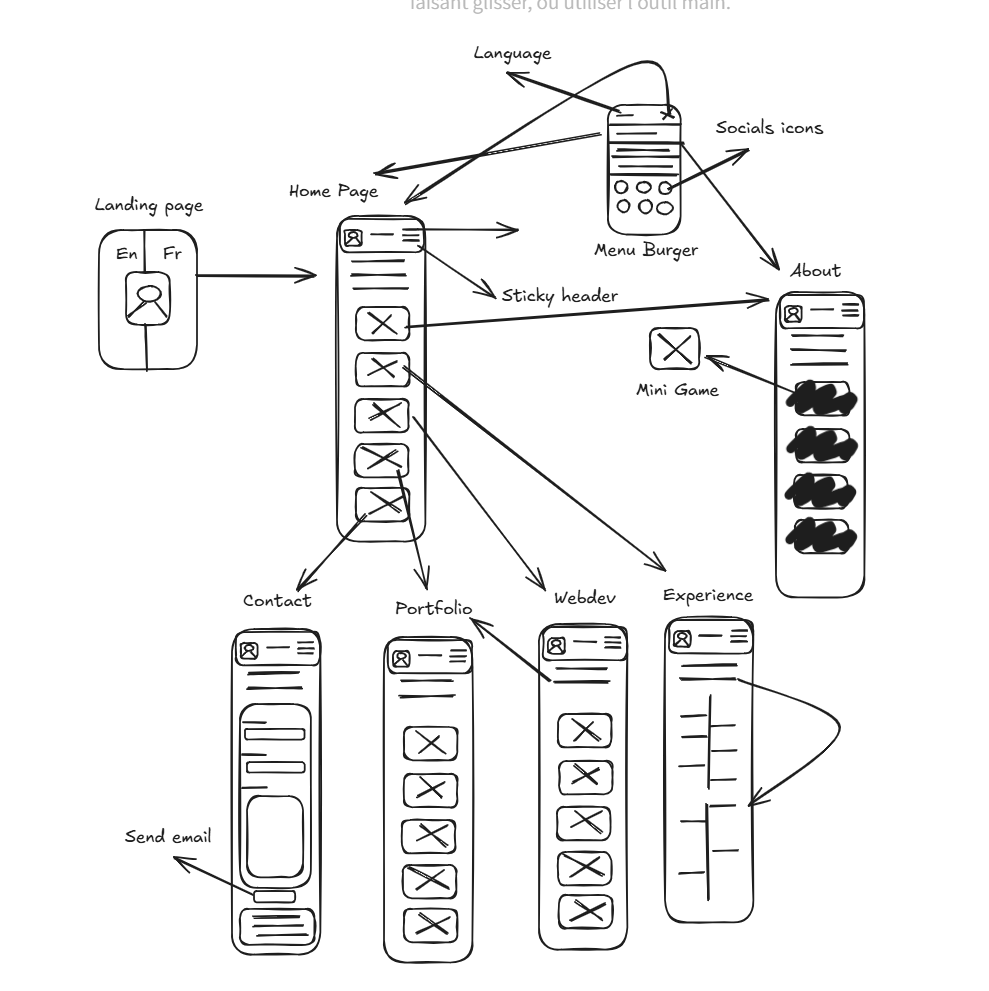 faisant glisser, ou utiliser l'outil main.
Language
Socials icons
Home Page
Landing page
En
Fr
Menu Burger
About
Sticky header
Mini Game
Contact
Portfolio
Webdev
Experience
Send email